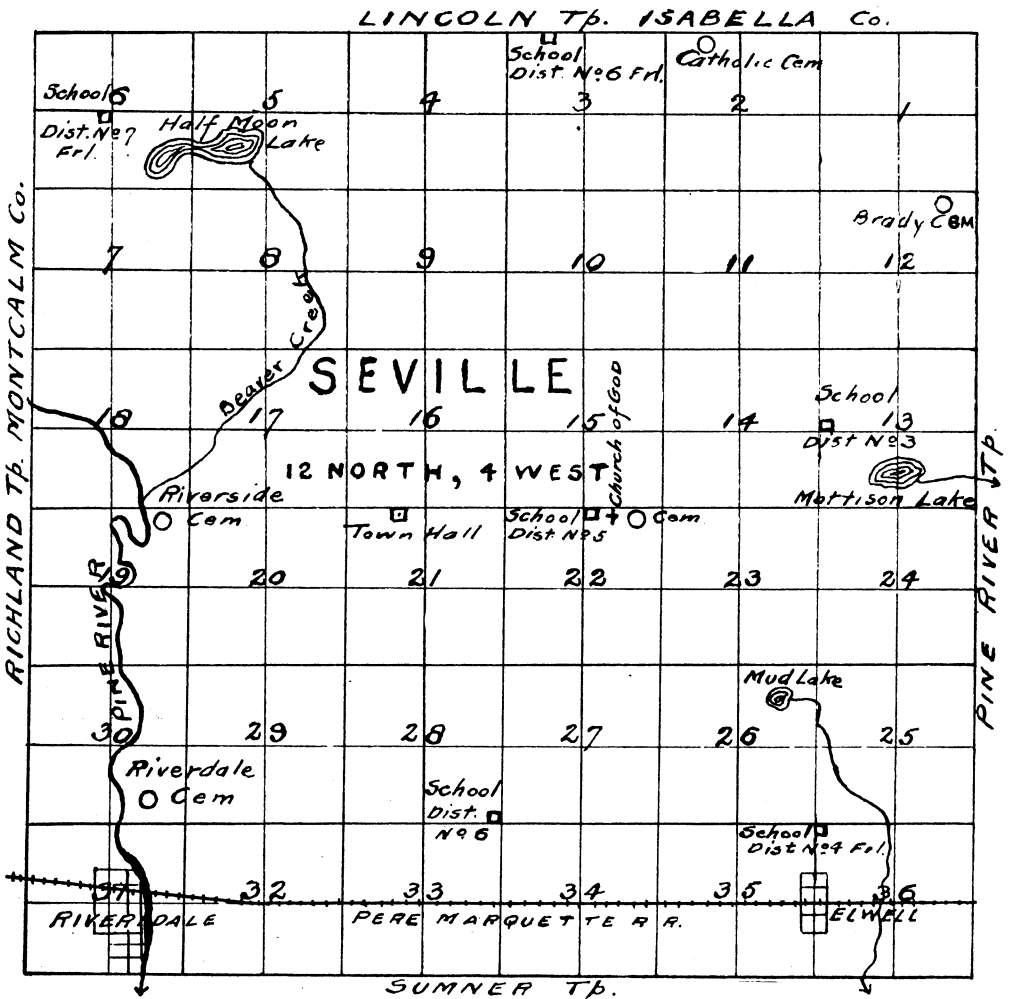 LINCOLN Tp. ISABELLA Co.
School
Dist. No 6 Frl.
Catholic Cem
School
Dist. No 7
Frl.
6
5
4
3
2
1
Half Moon
Lake
Brady Cem
7
8
9
10
11
12
Beaver Creek
SEVILLE
Church of God
School
Dist No 3
18
17
16
15
14
13
12 NORTH, 4 WEST
Mottison Lake
Riverside
Cem
Town Hall
School
Dist. No 5
Cem
19
20
21
22
23
24
PINE RIVER
Mud Lake
30
29
28
27
26
25
Riverdale
Cem
School
Dist.
No 6
School
Dist No 4 Frl.
31
32
33
34
35
36
RIVERDALE
PERE MARQUETTE R R.
ELWELL
SUMNER Tp.
RICHLAND Tp. MONTCALM Co.
PINE RIVER Tp.